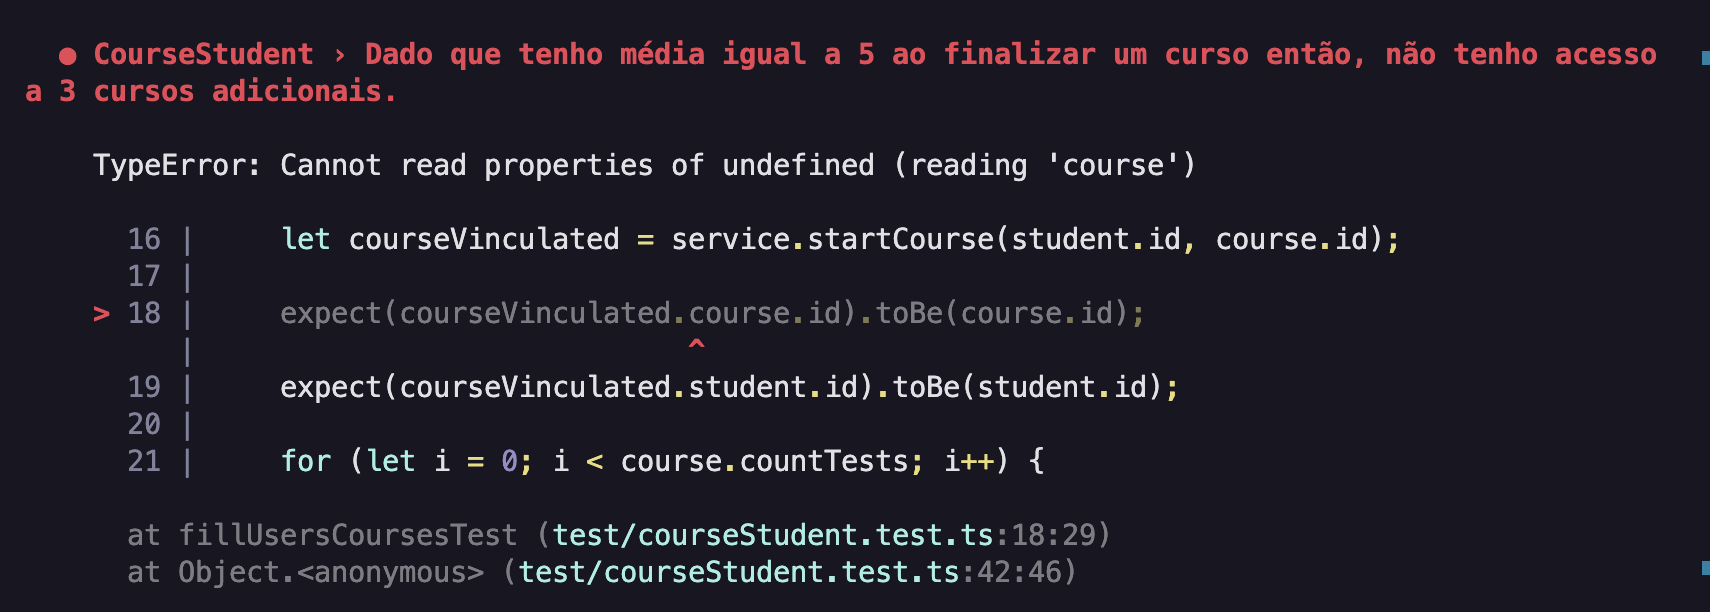 ● CourseStudent › Dado que tenho média igual a 5 ao finalizar um curso então, não tenho acesso
a 3 cursos adicionais.
TypeError: Cannot read properties of undefined (reading 'course')
16 |     let courseVinculated = service.startCourse(student.id, course.id);
17 |
> 18 |     expect(courseVinculated.course.id).toBe(course.id);
|                             ^
19 |     expect(courseVinculated.student.id).toBe(student.id);
20 |
21 |     for (let i = 0; i < course.countTests; i++) {
at fillUsersCoursesTest (test/courseStudent.test.ts:18:29)
at Object.<anonymous> (test/courseStudent.test.ts:42:46)